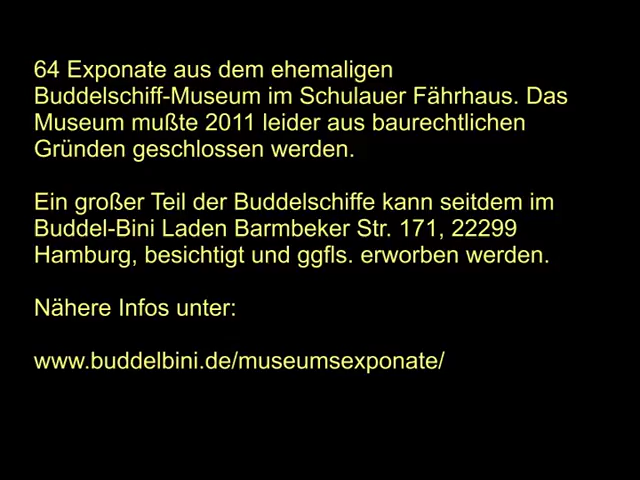 64 Exponate aus dem ehemaligen
Buddelschiff-Museum im Schulauer Fährhaus. Das
Museum mußte 2011 leider aus baurechtlichen
Gründen geschlossen werden.
Ein großer Teil der Buddelschiffe kann seitdem im
Buddel-Bini Laden Barmbeker Str. 171, 22299
Hamburg, besichtigt und ggfls. erworben werden.
Nähere Infos unter:
www.buddelbini.de/museumsexponate/